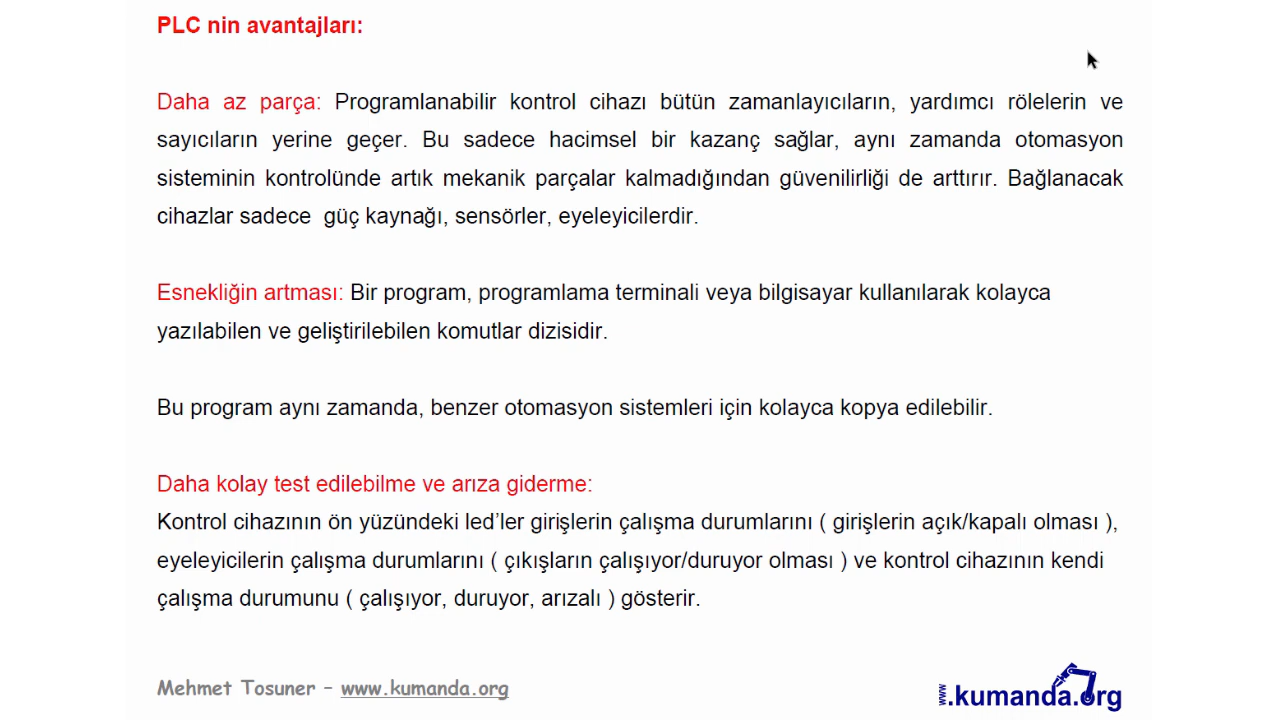 PLC nin avantajları:
Daha az parça: Programlanabilir kontrol cihazı bütün zamanlayıcıların, yardımcı rölelerin ve
sayıcıların yerine geçer. Bu sadece hacimsel bir kazanç sağlar, aynı zamanda otomasyon
sisteminin kontrolünde artık mekanik parçalar kalmadığından güvenilirliği de arttırır. Bağlanacak
cihazlar sadece güç kaynağı, sensörler, eyeleyicilerdir.
Esnekliğin artması: Bir program, programlama terminali veya bilgisayar kullanılarak kolayca
yazılabilen ve geliştirilebilen komutlar dizisidir.
Bu program aynı zamanda, benzer otomasyon sistemleri için kolayca kopya edilebilir.
Daha kolay test edilebilme ve arıza giderme:
Kontrol cihazının ön yüzündeki led’ler girişlerin çalışma durumlarını ( girişlerin açık/kapalı olması ),
eyeleyicilerin çalışma durumlarını ( çıkışların çalışıyor/duruyor olması ) ve kontrol cihazının kendi
çalışma durumunu ( çalışıyor, duruyor, arızalı ) gösterir.
Mehmet Tosuner – www.kumanda.org
www.kumanda.org